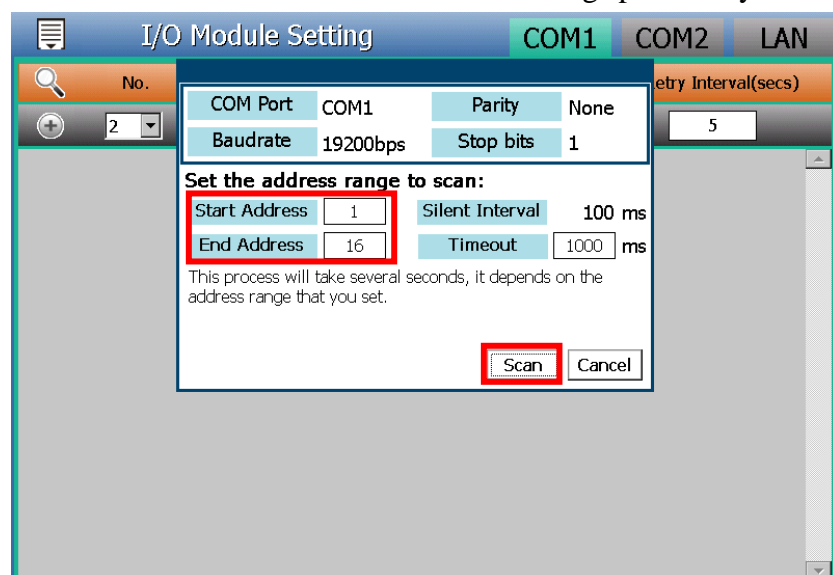 I/O Module Setting COM1 COM2 LAN
No. etry Interval(secs)
2 5
COM Port COM1 Parity None
Baudrate 19200bps Stop bits 1
Set the address range to scan:
Start Address 1 Silent Interval 100 ms
End Address 16 Timeout 1000 ms
This process will take several seconds, it depends on the
address range that you set.
Scan Cancel